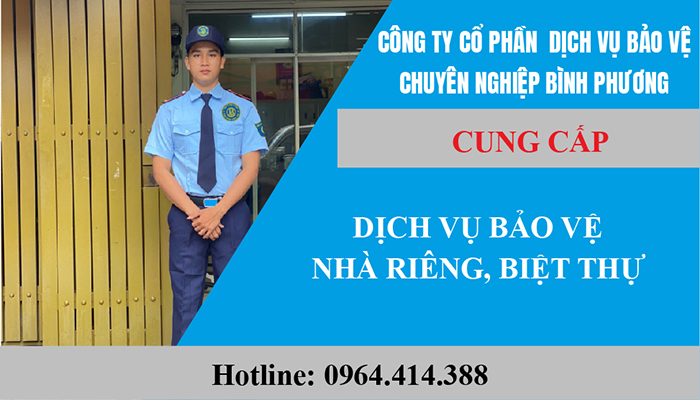 CÔNG TY CỔ PHẦN DỊCH VỤ BẢO VỆ
CHUYÊN NGHIỆP BÌNH PHƯƠNG
CUNG CẤP
DỊCH VỤ BẢO VỆ
NHÀ RIÊNG, BIỆT THỰ
Hotline: 0964.414.388